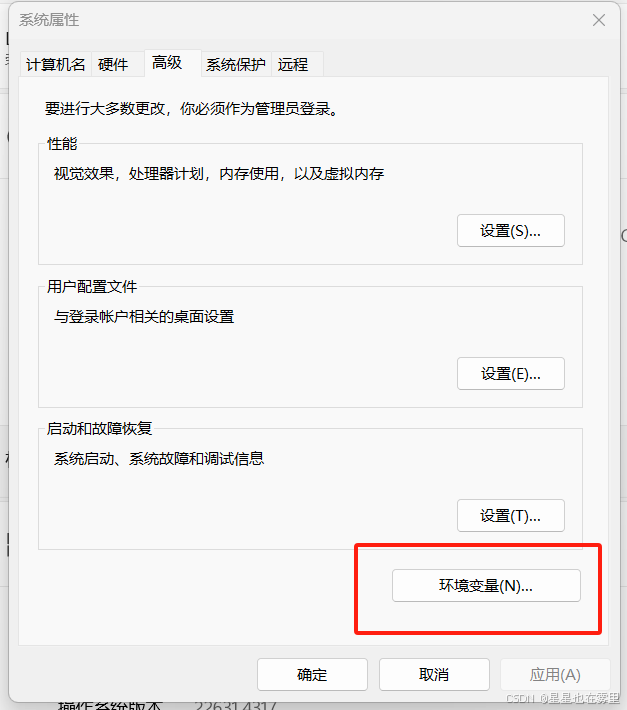 系统属性
计算机名 硬件 高级 系统保护 远程
要进行大多数更改，你必须作为管理员登录。
性能
视觉效果，处理器计划，内存使用，以及虚拟内存
设置(S)...
用户配置文件
与登录帐户相关的桌面设置
设置(E)...
启动和故障恢复
系统启动、系统故障和调试信息
设置(T)...
环境变量(N)...
确定 取消 应用(A)
CSDN @星星也在雾里
操作系统版本 22631.4317